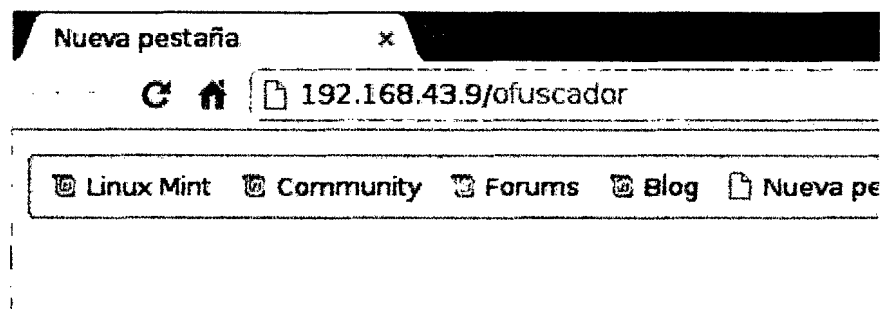 Nueva pestaña ×
192.168.43.9/ofuscador
Linux Mint Community Forums Blog Nueva pe